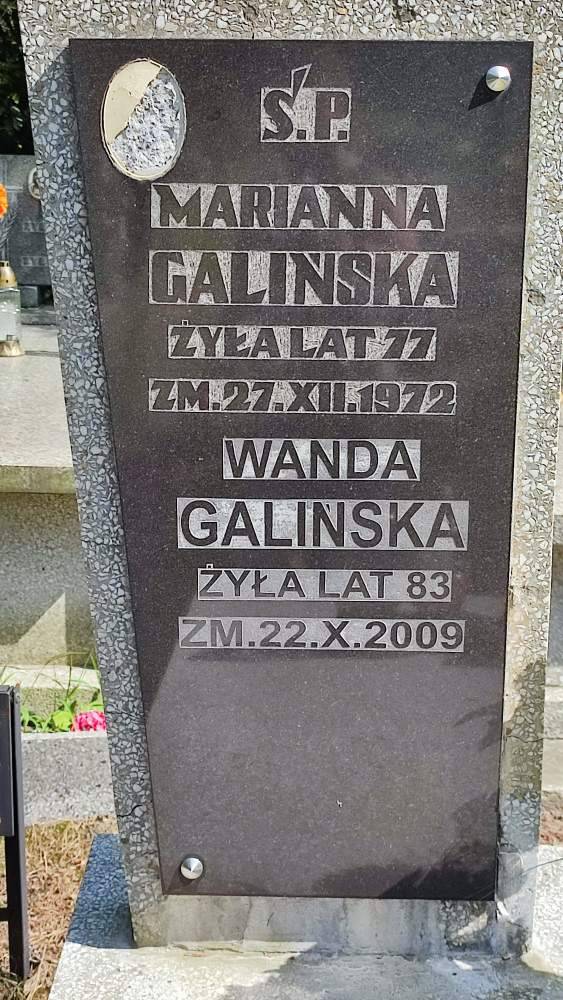 Ś.P.
MARIANNA
GALIŃSKA
ŻYŁA LAT 77
ZM.27.XII.1972
WANDA
GALIŃSKA
ŻYŁA LAT 83
ZM.22.X.2009